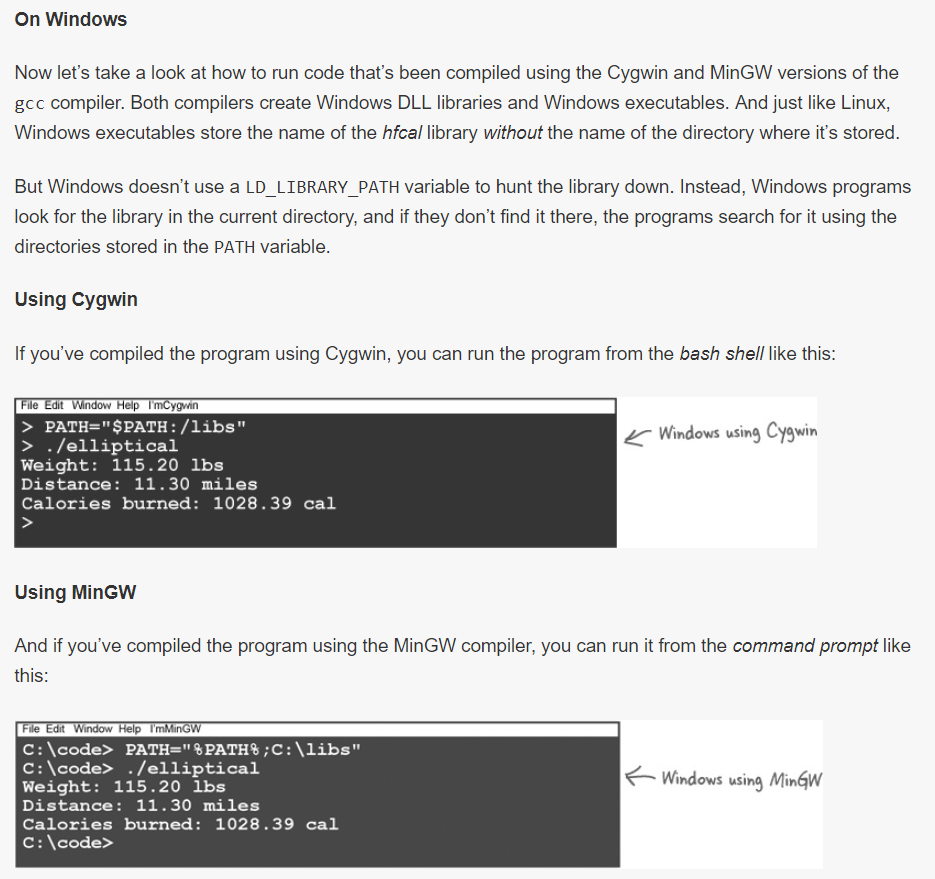 On Windows
Now let’s take a look at how to run code that’s been compiled using the Cygwin and MinGW versions of the
gcc compiler. Both compilers create Windows DLL libraries and Windows executables. And just like Linux,
Windows executables store the name of the hfcal library without the name of the directory where it’s stored.
But Windows doesn’t use a LD_LIBRARY_PATH variable to hunt the library down. Instead, Windows programs
look for the library in the current directory, and if they don’t find it there, the programs search for it using the
directories stored in the PATH variable.
Using Cygwin
If you’ve compiled the program using Cygwin, you can run the program from the bash shell like this:
File Edit Window Help I'mCygwin
> PATH="$PATH:/libs"
> ./elliptical
Weight: 115.20 lbs
Distance: 11.30 miles
Calories burned: 1028.39 cal
>
Windows using Cygwin
Using MinGW
And if you’ve compiled the program using the MinGW compiler, you can run it from the command prompt like
this:
File Edit Window Help I'mMinGW
C:\code> PATH="%PATH%;C:\libs"
C:\code> ./elliptical
Weight: 115.20 lbs
Distance: 11.30 miles
Calories burned: 1028.39 cal
C:\code>
Windows using MinGW